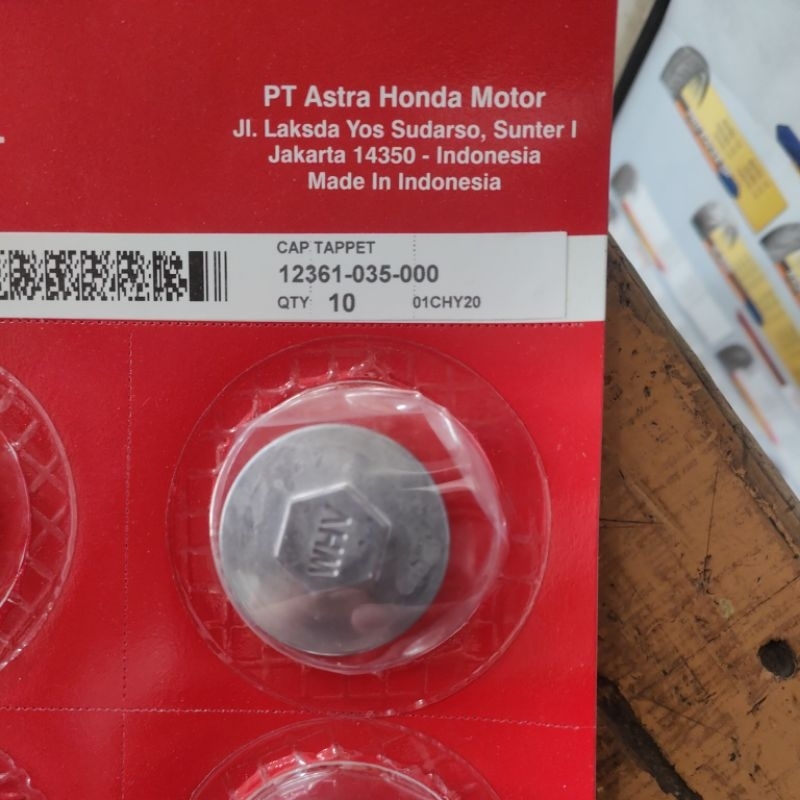 PT Astra Honda Motor
Jl. Laksda Yos Sudarso, Sunter I
Jakarta 14350 - Indonesia
Made In Indonesia
CAP TAPPET
12361-035-000
QTY 10 01CHY20
AHM